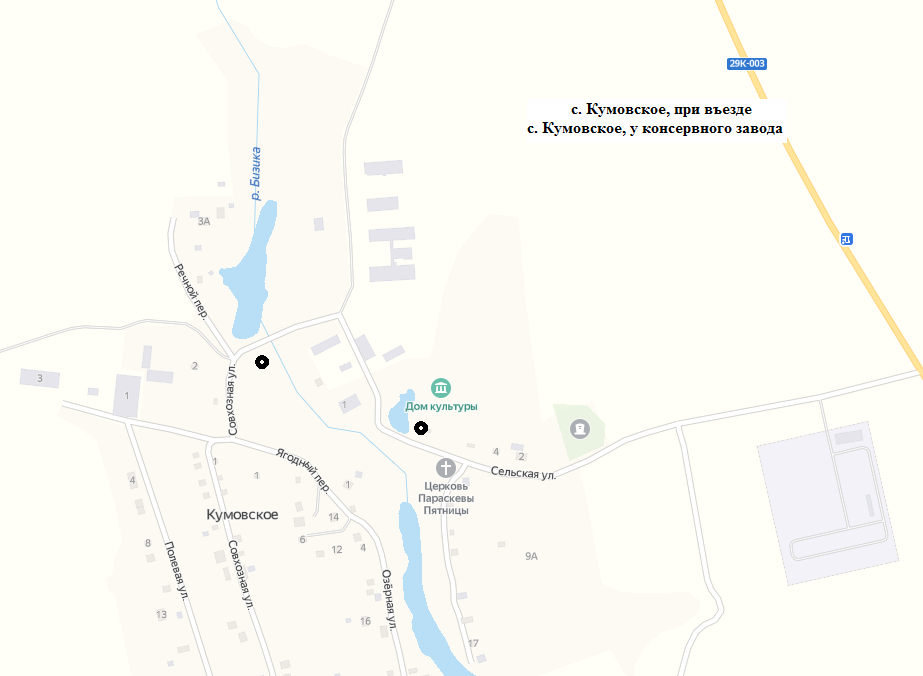 29К-003
с. Кумовское, при въезде
с. Кумовское, у консервного завода
р. Бизика
3А
Речной пер.
2
3
1
Совхозная ул.
1
Дом культуры
4
2
Сельская ул.
Церковь
Параскевы
Пятницы
Ягодный пер.
1
1
1
4
Кумовское
14
6
12
4
8
9А
Полевая ул.
Совхозная ул.
Озёрная ул.
13
16
17